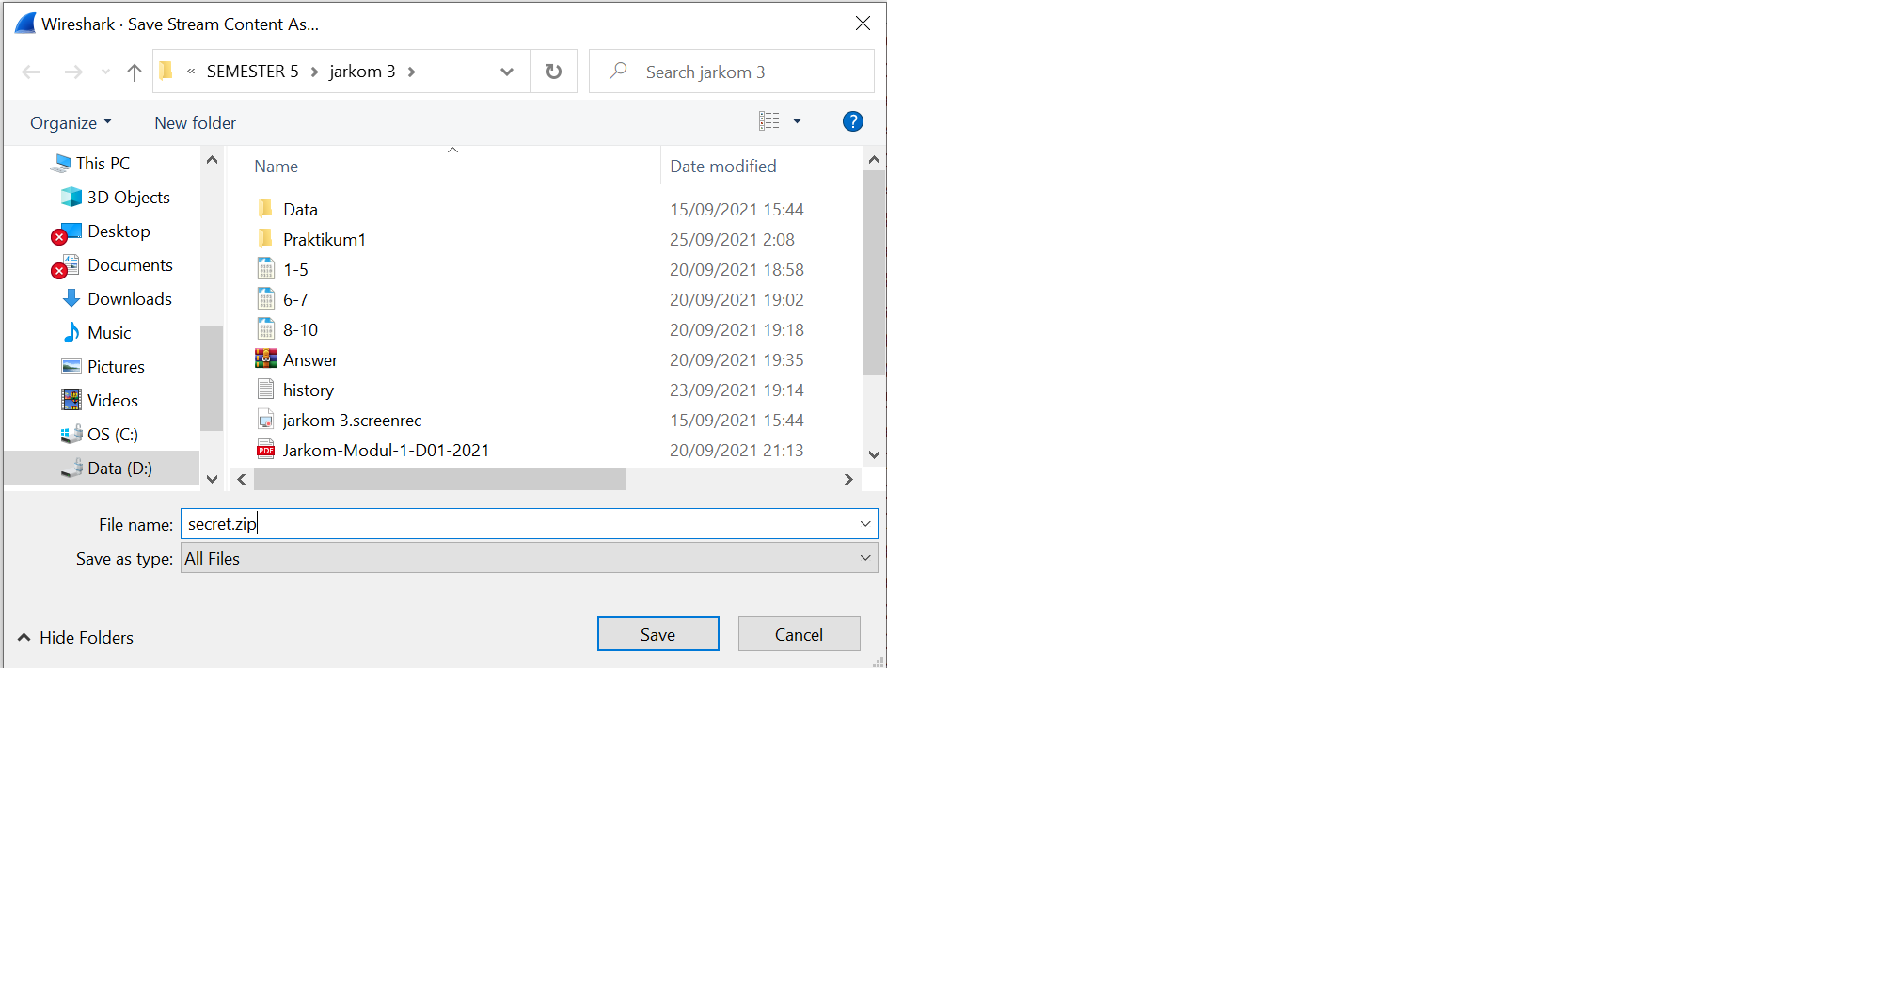 Wireshark · Save Stream Content As...
« SEMESTER 5 › jarkom 3 ›
Search jarkom 3
Organize
New folder
?
This PC
3D Objects
Desktop
Documents
Downloads
Music
Pictures
Videos
OS (C:)
Data (D:)
Name Date modified
Data 15/09/2021 15:44
Praktikum1 25/09/2021 2:08
1-5 20/09/2021 18:58
6-7 20/09/2021 19:02
8-10 20/09/2021 19:18
Answer 20/09/2021 19:35
history 23/09/2021 19:14
jarkom 3.screenrec 15/09/2021 15:44
PDF Jarkom-Modul-1-D01-2021 20/09/2021 21:13
File name: secret.zip
Save as type: All Files
Hide Folders
Save
Cancel